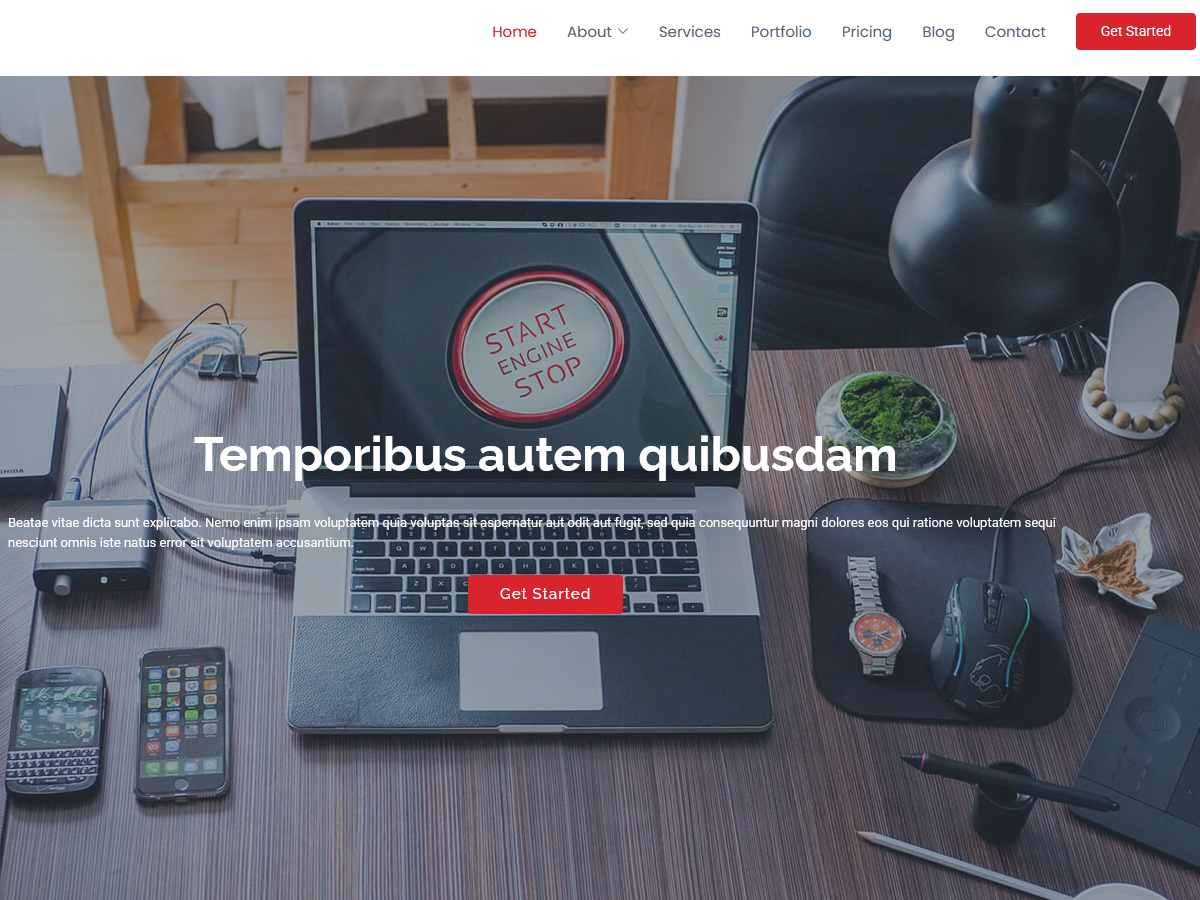 Home About Services Portfolio Pricing Blog Contact Get Started
START
ENGINE
STOP
Temporibus autem quibusdam
Beatae vitae dicta sunt explicabo. Nemo enim ipsam voluptatem quia voluptas sit aspernatur aut odit aut fugit, sed quia consequuntur magni dolores eos qui ratione voluptatem sequi
nesciunt omnis iste natus error sit voluptatem accusantium.
Get Started